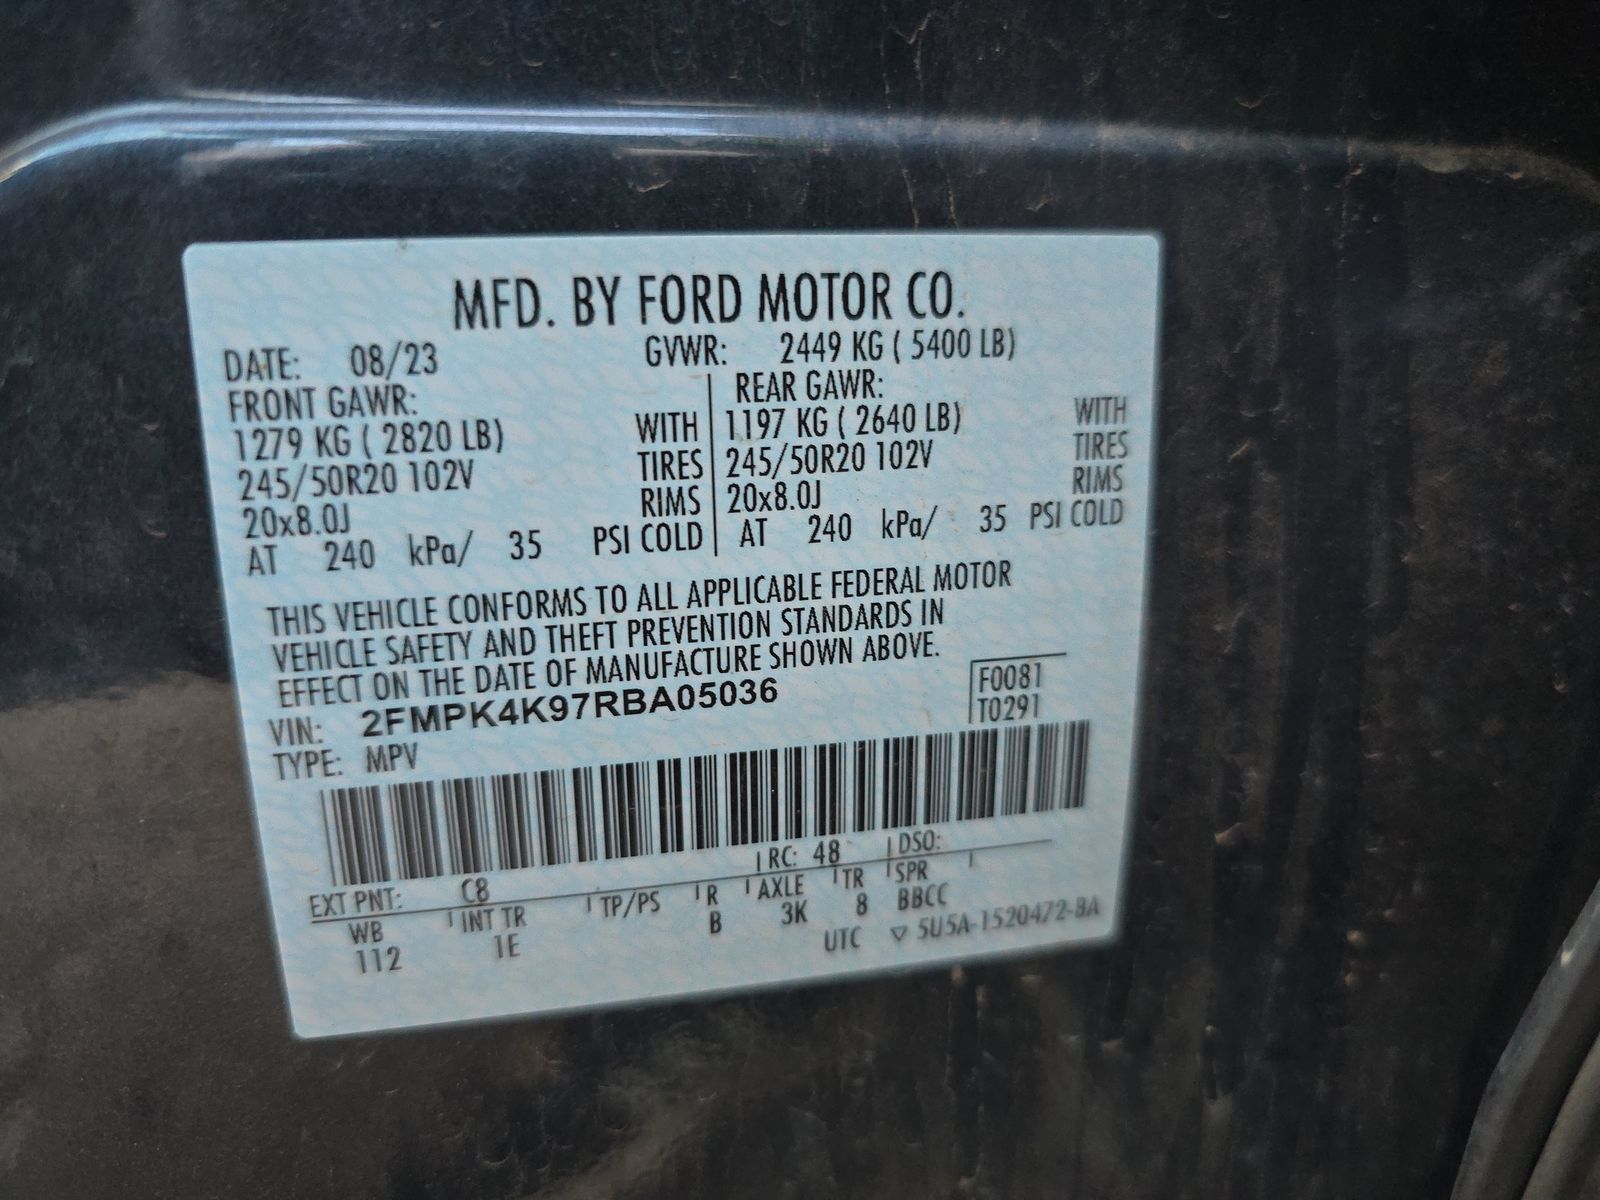 MFD. BY FORD MOTOR CO.
DATE: 08/23 GVWR: 2449 KG ( 5400 LB)
FRONT GAWR: REAR GAWR:
1279 KG ( 2820 LB) WITH 1197 KG ( 2640 LB) WITH
245/50R20 102V TIRES 245/50R20 102V TIRES
20x8.0J RIMS 20x8.0J RIMS
AT 240 kPa/ 35 PSI COLD AT 240 kPa/ 35 PSI COLD
THIS VEHICLE CONFORMS TO ALL APPLICABLE FEDERAL MOTOR
VEHICLE SAFETY AND THEFT PREVENTION STANDARDS IN
EFFECT ON THE DATE OF MANUFACTURE SHOWN ABOVE.
VIN: 2FMPK4K97RBA05036 F0081
TYPE: MPV T0291
EXT PNT: C8 RC: 48 DSO:
WB INT TR TP/PS R AXLE TR SPR
112 1E B 3K 8 BBCC
UTC ▽ 5U5A-1520472-BA